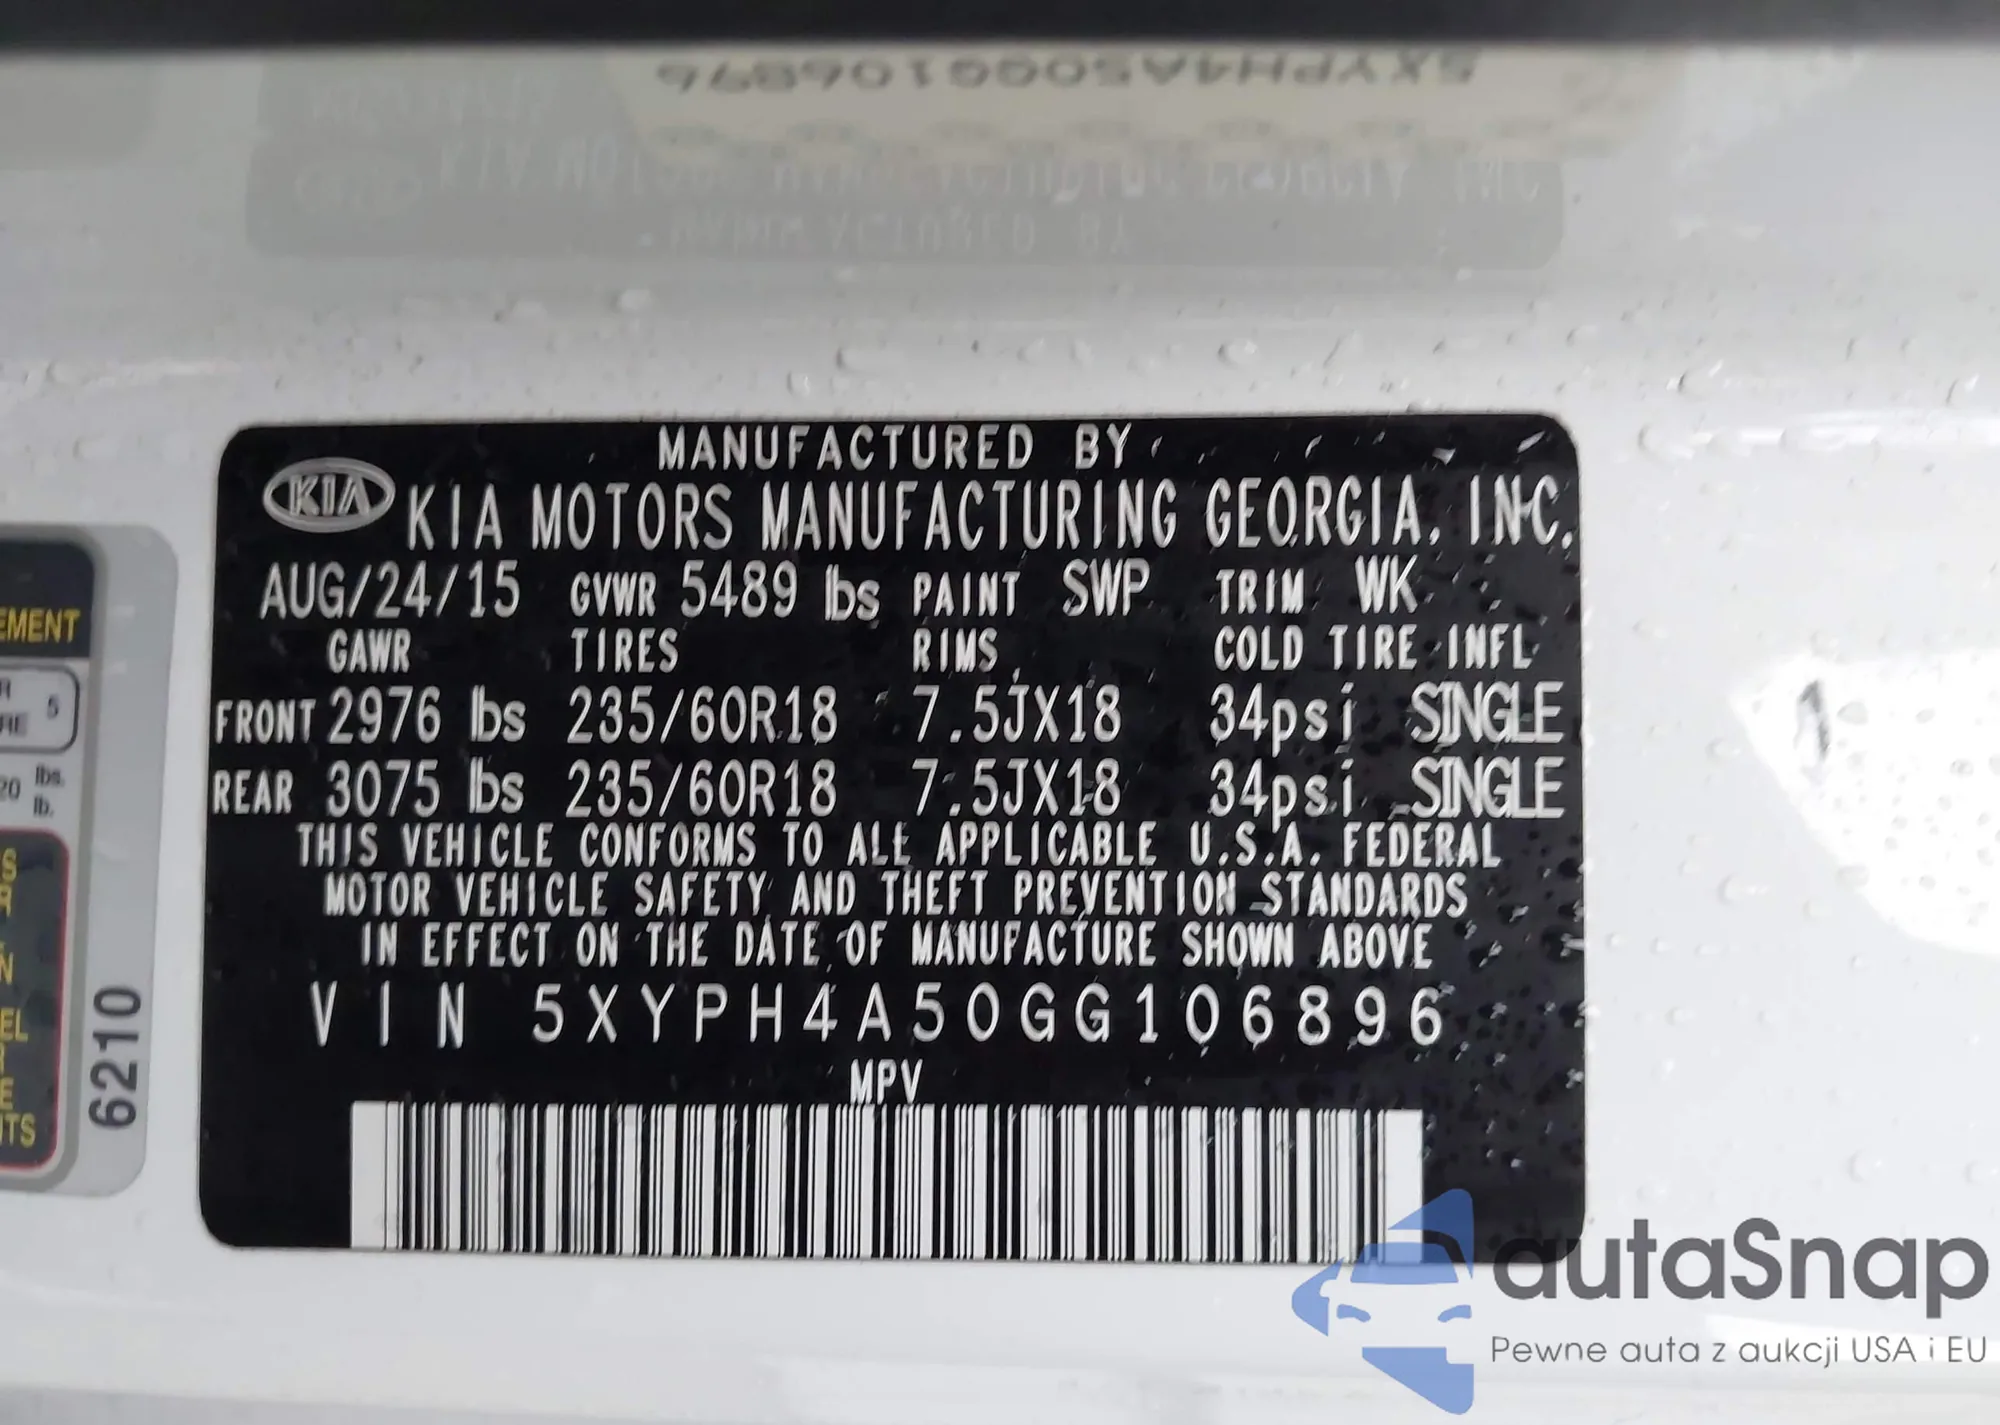 5XYPH4A50GG106896
MANUFACTURED BY
KIA KIA MOTORS MANUFACTURING GEORGIA, INC.
AUG/24/15 GVWR 5489 lbs PAINT SWP TRIM WK
GAWR TIRES RIMS COLD TIRE INFL
FRONT 2976 lbs 235/60R18 7.5JX18 34psi SINGLE
REAR 3075 lbs 235/60R18 7.5JX18 34psi SINGLE
THIS VEHICLE CONFORMS TO ALL APPLICABLE U.S.A. FEDERAL
MOTOR VEHICLE SAFETY AND THEFT PREVENTION STANDARDS
IN EFFECT ON THE DATE OF MANUFACTURE SHOWN ABOVE
VIN 5XYPH4A50GG106896
MPV
5
lbs.
lb.
6210
autaSnap
Pewne auta z aukcji USA i EU